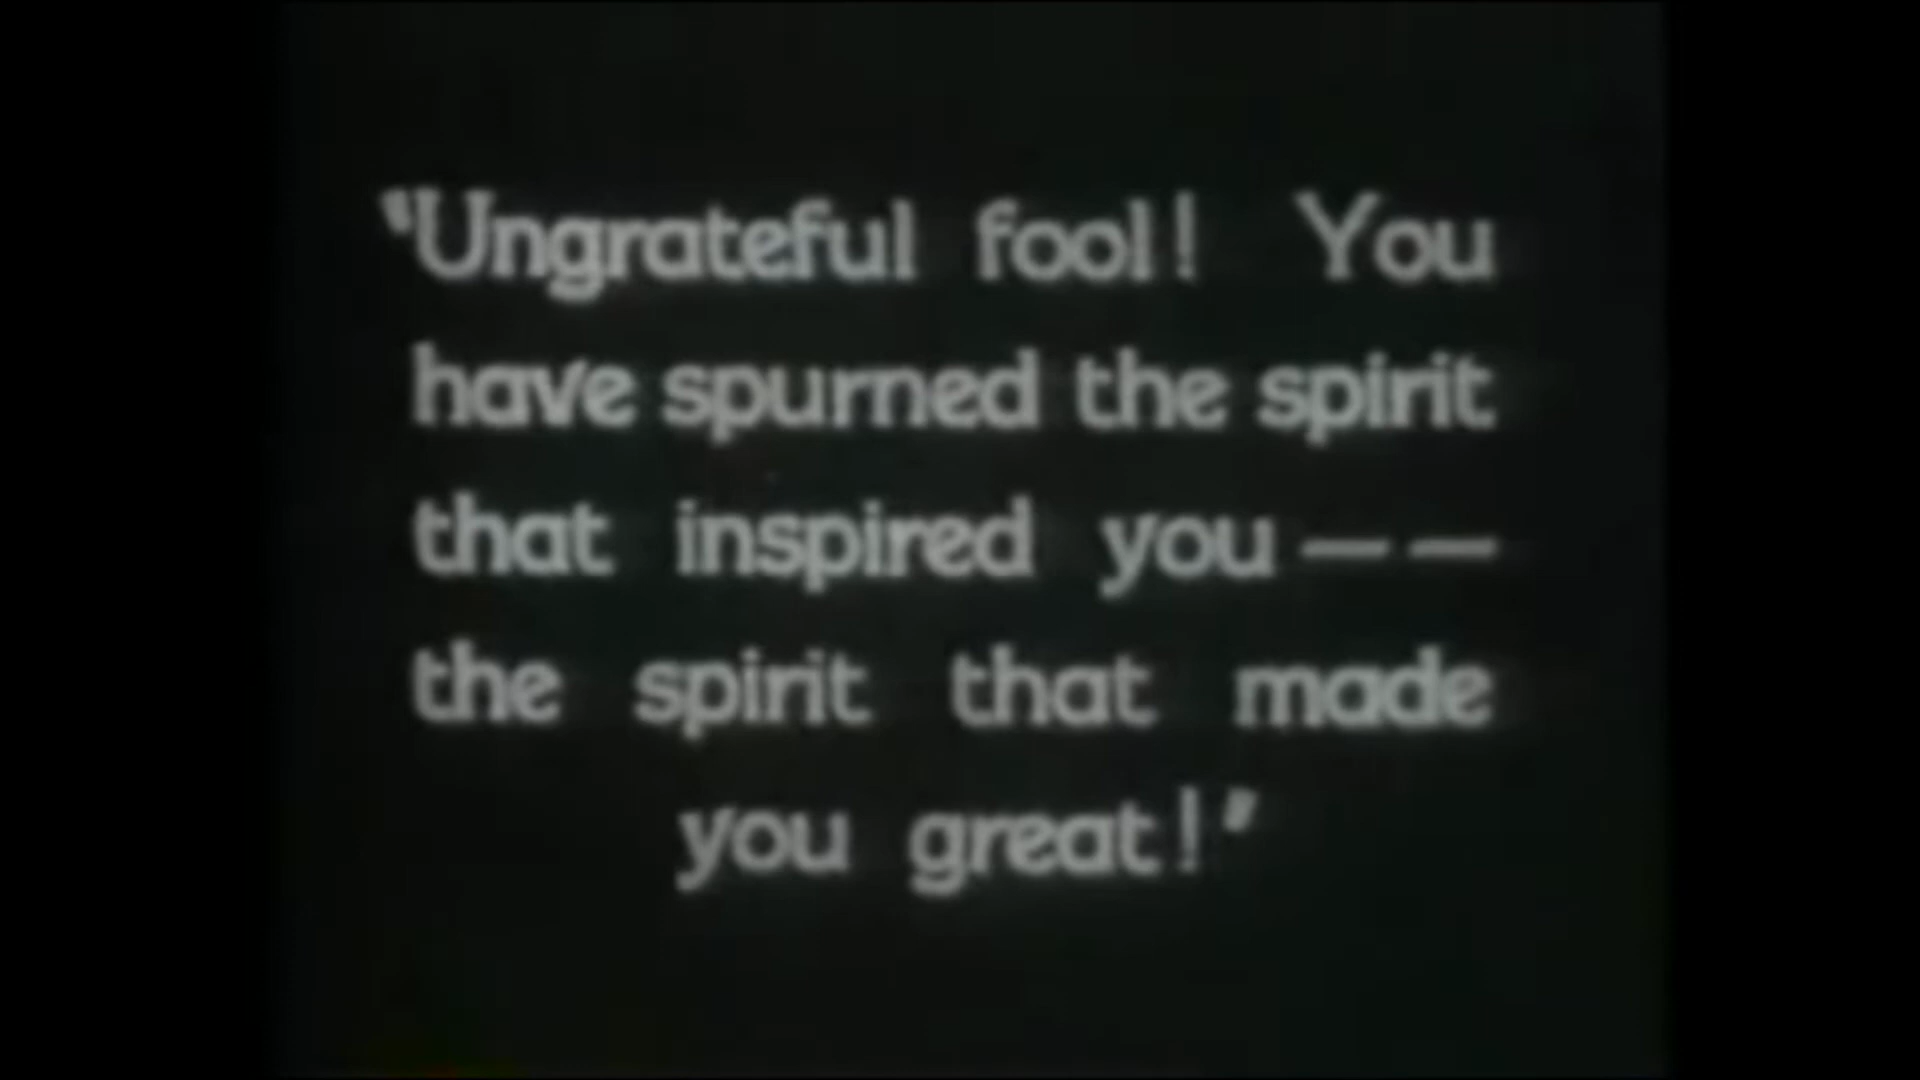 "Ungrateful fool! You
have spurned the spirit
that inspired you——
the spirit that made
you great!"